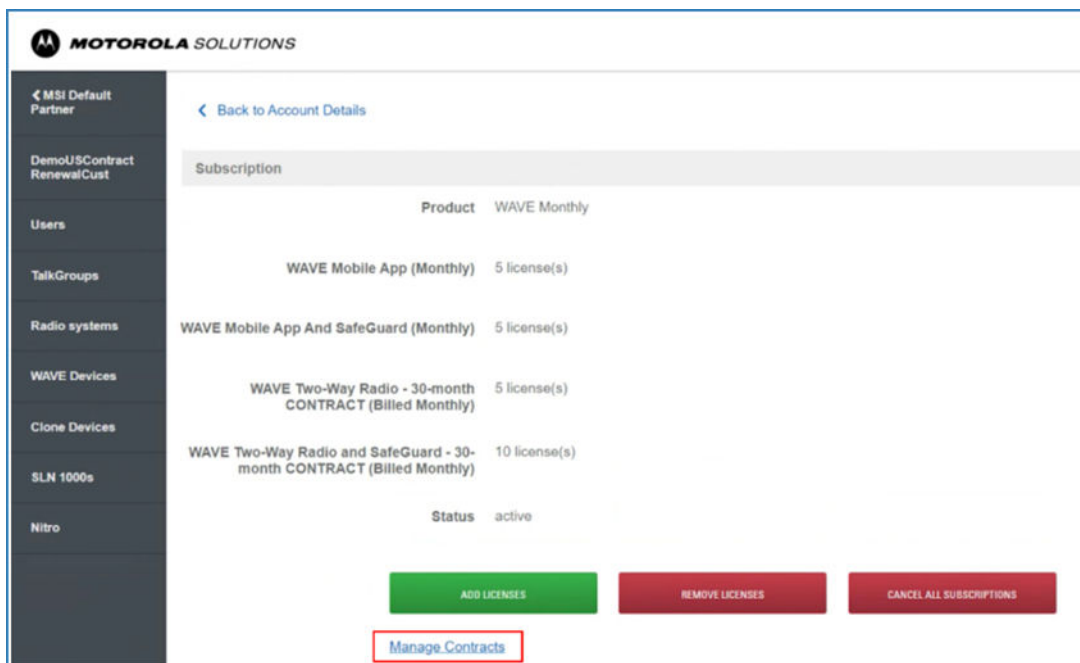 MOTOROLA SOLUTIONS
MSI Default
Partner
Back to Account Details
DemoUSContract
RenewalCust
Subscription
Product WAVE Monthly
Users
WAVE Mobile App (Monthly) 5 license(s)
TalkGroups
Radio systems
WAVE Mobile App And SafeGuard (Monthly) 5 license(s)
WAVE Devices
WAVE Two-Way Radio - 30-month 5 license(s)
CONTRACT (Billed Monthly)
Clone Devices
WAVE Two-Way Radio and SafeGuard - 30- 10 license(s)
month CONTRACT (Billed Monthly)
SLN 1000s
Status active
Nitro
ADD LICENSES REMOVE LICENSES CANCEL ALL SUBSCRIPTIONS
Manage Contracts